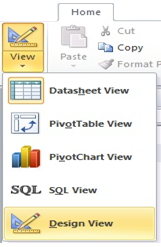 Home
Cut
Copy
Format P
View
Paste
Datasheet View
PivotTable View
PivotChart View
SQL SQL View
Design View